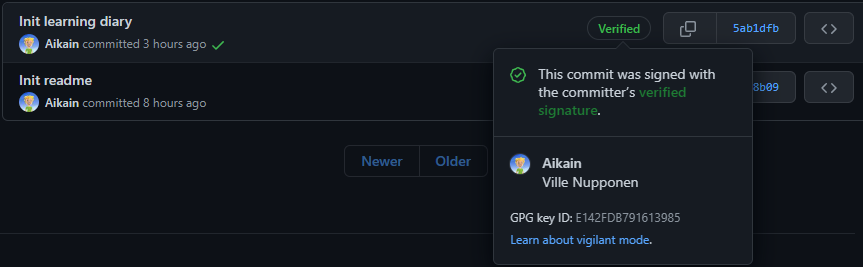 Init learning diary
Aikain committed 3 hours ago
Verified
5ab1dfb
Init readme
Aikain committed 8 hours ago
8b09
This commit was signed with
the committer's verified
signature.
Aikain
Ville Nupponen
GPG key ID: E142FDB791613985
Learn about vigilant mode.
Newer
Older